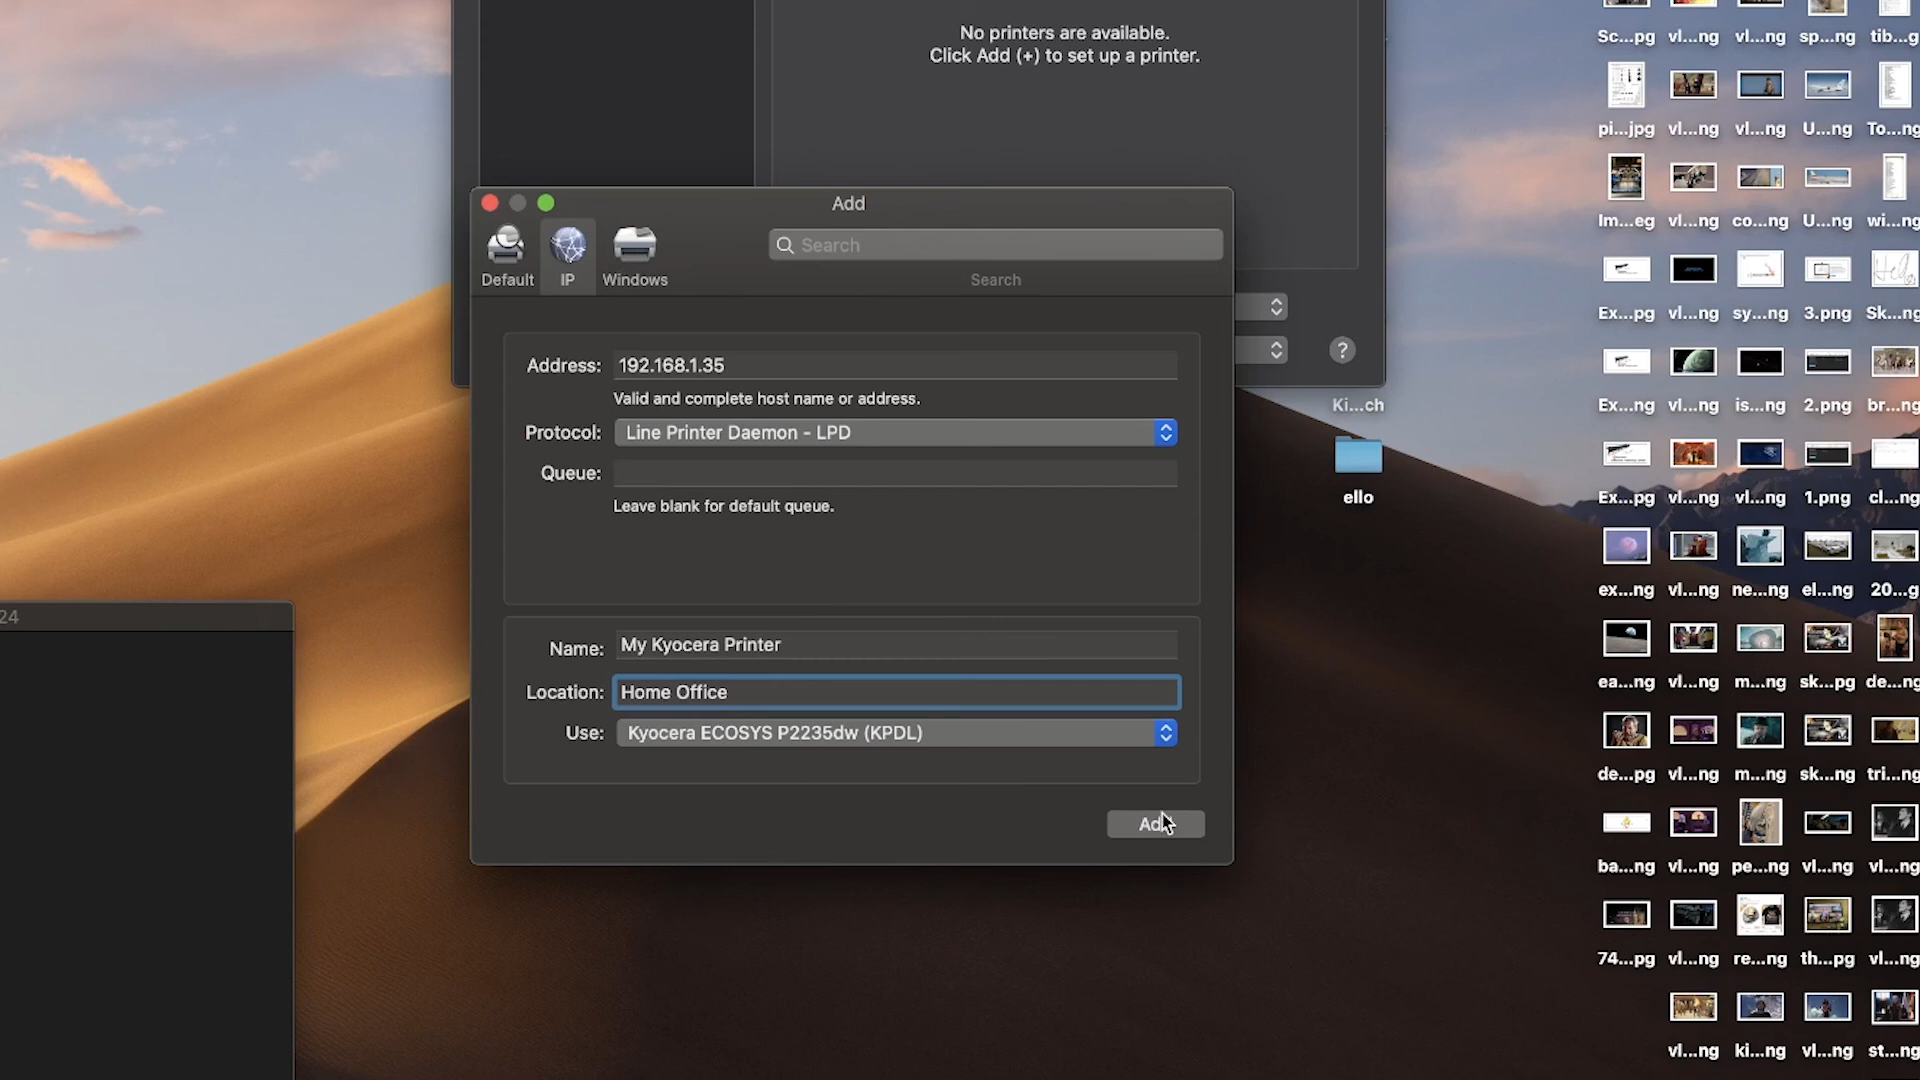 No printers are available.
Click Add (+) to set up a printer.
Add
Default
IP
Windows
Search
Search
Address: 192.168.1.35
Valid and complete host name or address.
Protocol: Line Printer Daemon - LPD
Queue:
Leave blank for default queue.
Name: My Kyocera Printer
Location: Home Office
Use: Kyocera ECOSYS P2235dw (KPDL)
?
Ki...ch
ello
24
Sc...pg vl...ng vl...ng sp...ng tib...g
pi...jpg vl...ng vl...ng U...ng To...ng
Im...eg vl...ng co...ng U...ng wi...ng
Ex...pg vl...ng sy...ng 3.png Sk...ng
Ex...ng vl...ng is...ng 2.png br...ng
Ex...pg vl...ng vl...ng 1.png cl...ng
ex...ng vl...ng ne...ng el...ng 20...g
ea...ng vl...ng m...ng sk...pg de...ng
de...pg vl...ng m...ng sk...ng tri...ng
ba...ng vl...ng pe...ng vl...ng vl...ng
74...pg vl...ng re...ng th...pg vl...ng
vl...ng ki...ng vl...ng st...ng